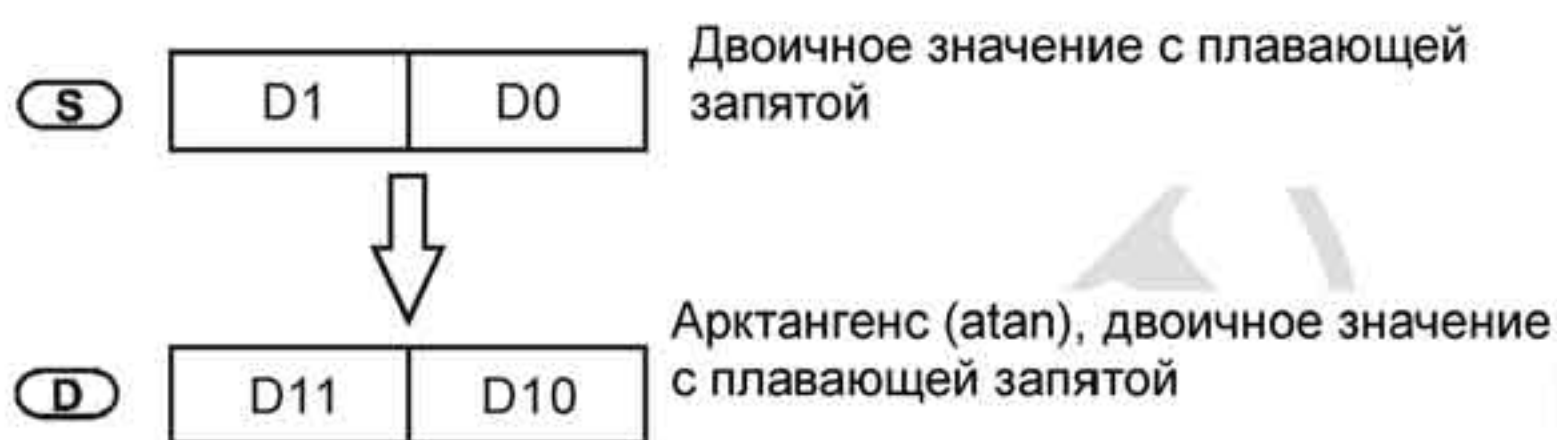 S D1 D0 Двоичное значение с плавающей
запятой
Арктангенс (atan), двоичное значение
D D11 D10 с плавающей запятой